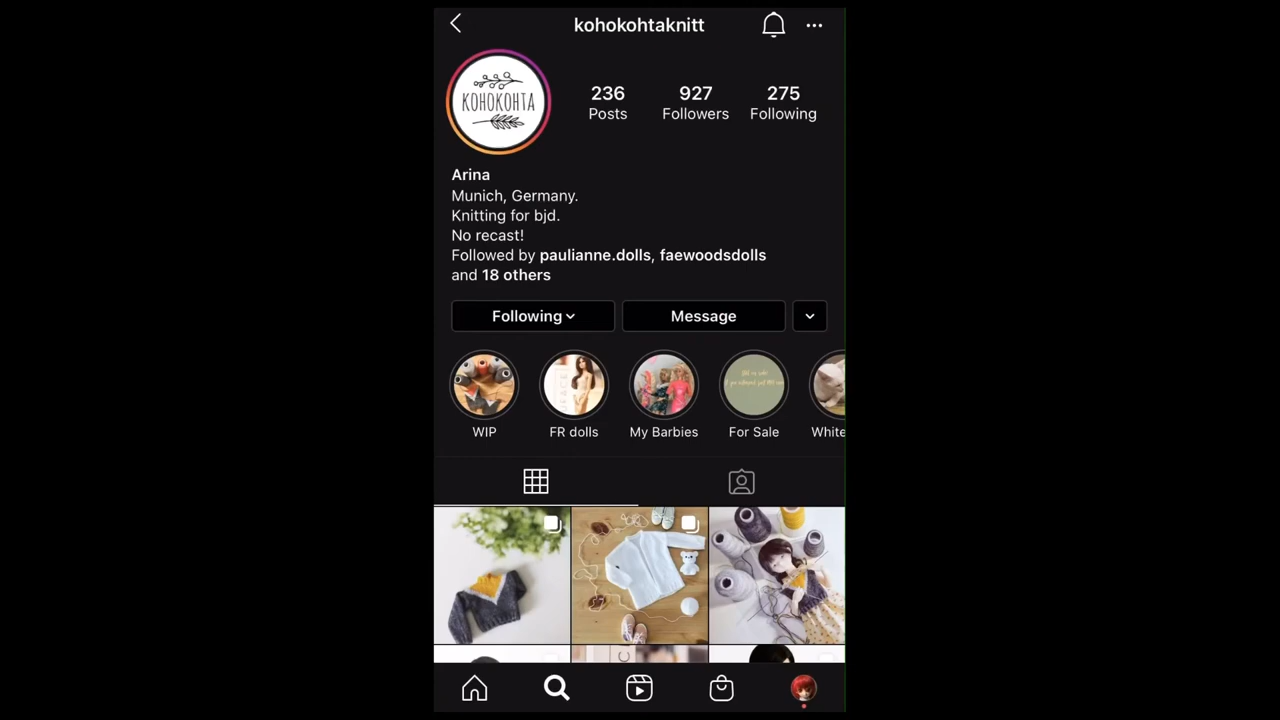 kohokohtaknitt
KOHOKOHTA
236 927 275
Posts Followers Following
Arina
Munich, Germany.
Knitting for bjd.
No recast!
Followed by paulianne.dolls, faewoodsdolls
and 18 others
Following Message
WIP FR dolls My Barbies For Sale White